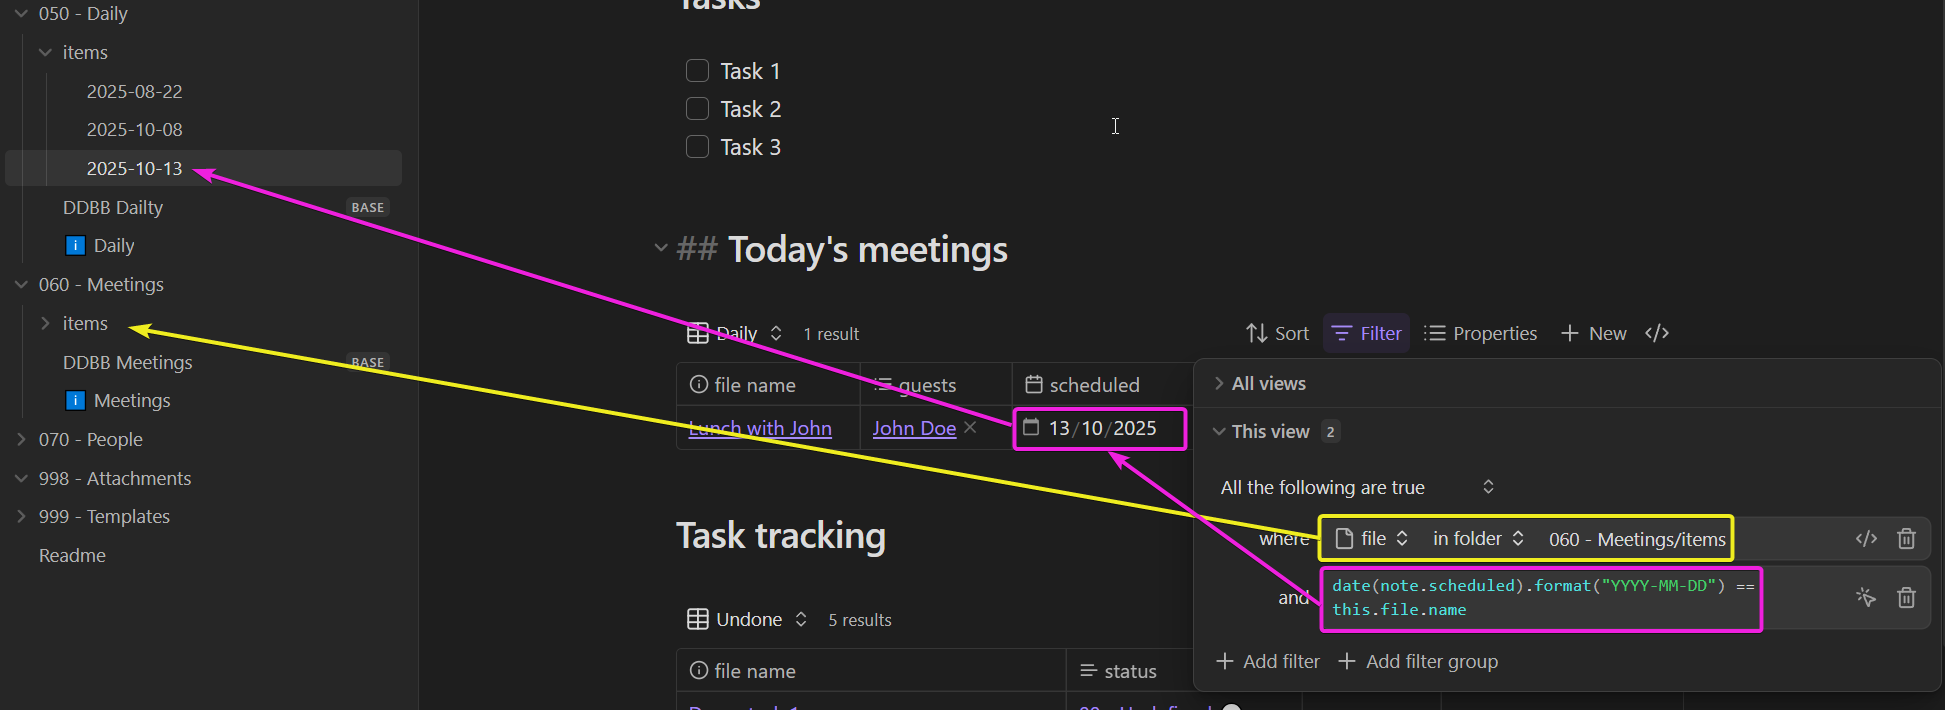 050 - Daily
items
2025-08-22
2025-10-08
2025-10-13
DDBB Dailty BASE
i Daily
060 - Meetings
items
DDBB Meetings BASE
i Meetings
070 - People
998 - Attachments
999 - Templates
Readme
Tasks
Task 1
Task 2
Task 3
## Today's meetings
Daily 1 result Sort Filter Properties New
file name guests scheduled
Lunch with John John Doe 13/10/2025
Task tracking
Undone 5 results
file name status
All views
This view 2
All the following are true
where file in folder 060 - Meetings/items
and date(note.scheduled).format("YYYY-MM-DD") ==
this.file.name
Add filter Add filter group